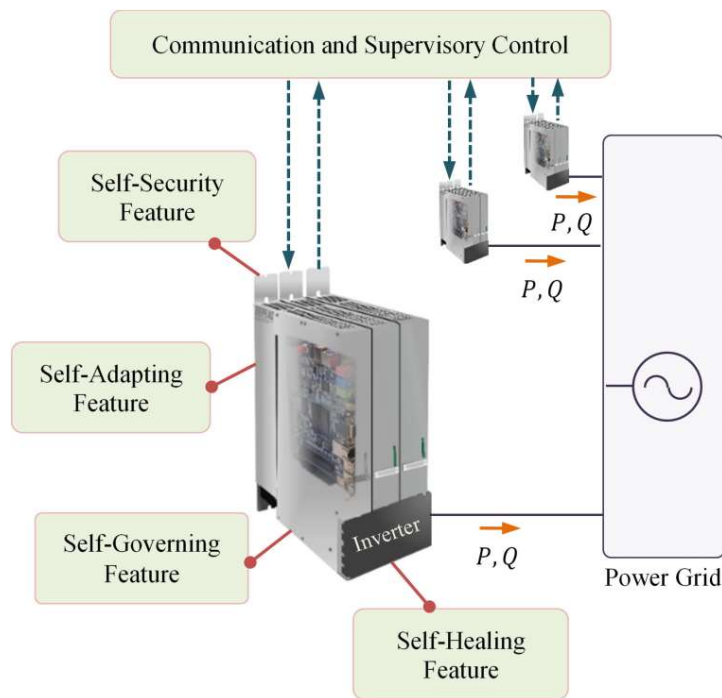 Communication and Supervisory Control
Self-Security
Feature
P, Q
P, Q
Self-Adapting
Feature
Self-Governing
Feature
Inverter
P, Q
Power Grid
Self-Healing
Feature